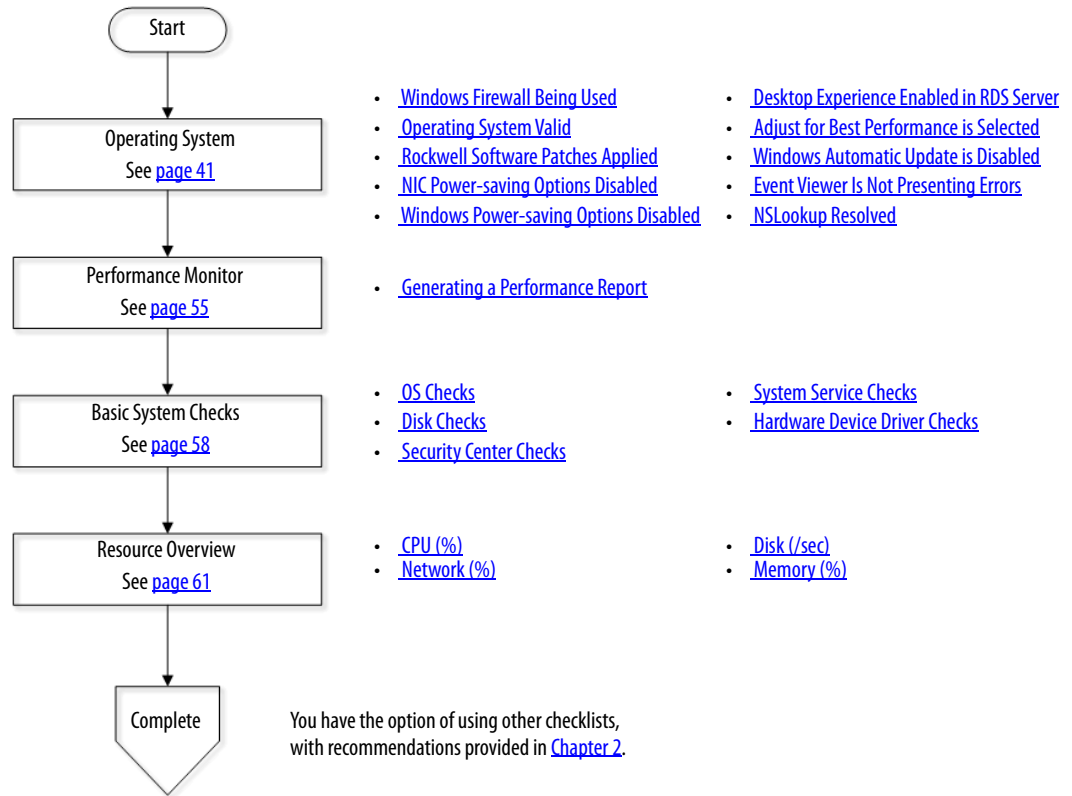 Start
Operating System
See page 41
• Windows Firewall Being Used
• Operating System Valid
• Rockwell Software Patches Applied
• NIC Power-saving Options Disabled
• Windows Power-saving Options Disabled
• Desktop Experience Enabled in RDS Server
• Adjust for Best Performance is Selected
• Windows Automatic Update is Disabled
• Event Viewer Is Not Presenting Errors
• NSLookup Resolved
Performance Monitor
See page 55
• Generating a Performance Report
Basic System Checks
See page 58
• OS Checks
• Disk Checks
• Security Center Checks
• System Service Checks
• Hardware Device Driver Checks
Resource Overview
See page 61
• CPU (%)
• Network (%)
• Disk (/sec)
• Memory (%)
Complete
You have the option of using other checklists,
with recommendations provided in Chapter 2.